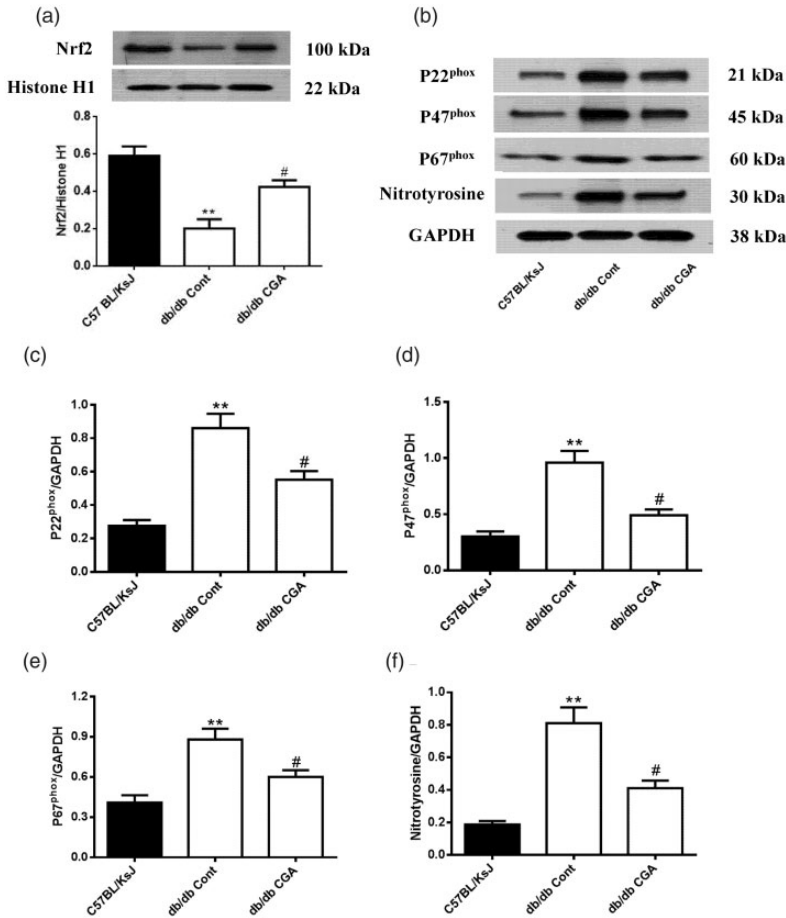 (a)
Nrf2 100 kDa
Histone H1 22 kDa
Nrf2/Histone H1
0.8
0.6
0.4
0.2
0.0
**
#
C57 BL/KsJ
db/db Cont
db/db CGA
(b)
P22phox 21 kDa
P47phox 45 kDa
P67phox 60 kDa
Nitrotyrosine 30 kDa
GAPDH 38 kDa
C57BL/KsJ
db/db Cont
db/db CGA
(c)
P22phox/GAPDH
1.0
0.8
0.6
0.4
0.2
0.0
**
#
C57BL/KsJ
db/db Cont
db/db CGA
(d)
P47phox/GAPDH
1.5
1.0
0.5
0.0
**
#
C57BL/KsJ
db/db Cont
db/db CGA
(e)
P67phox/GAPDH
1.2
0.9
0.6
0.3
0.0
**
#
C57BL/KsJ
db/db Cont
db/db CGA
(f)
Nitrotyrosine/GAPDH
1.0
0.8
0.6
0.4
0.2
0.0
**
#
C57BL/KsJ
db/db Cont
db/db CGA